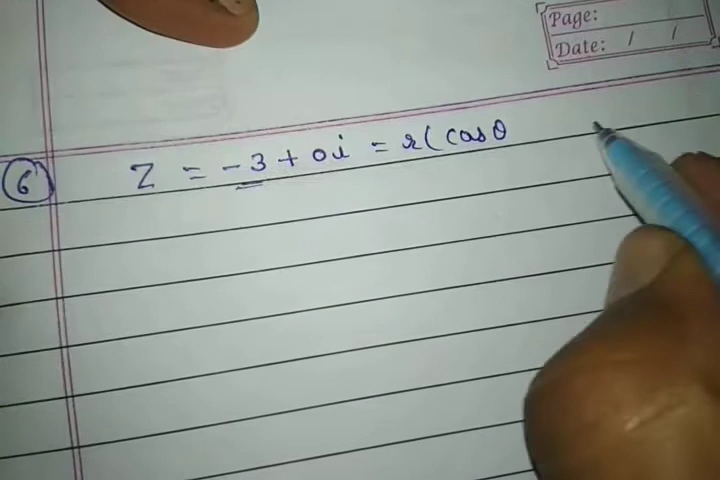 Page:
Date: / /
6 Z = -3 + 0i = r( cosθ